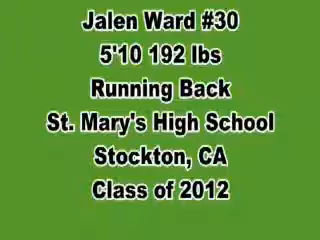 Jalen Ward #30
5'10 192 lbs
Running Back
St. Mary's High School
Stockton, CA
Class of 2012